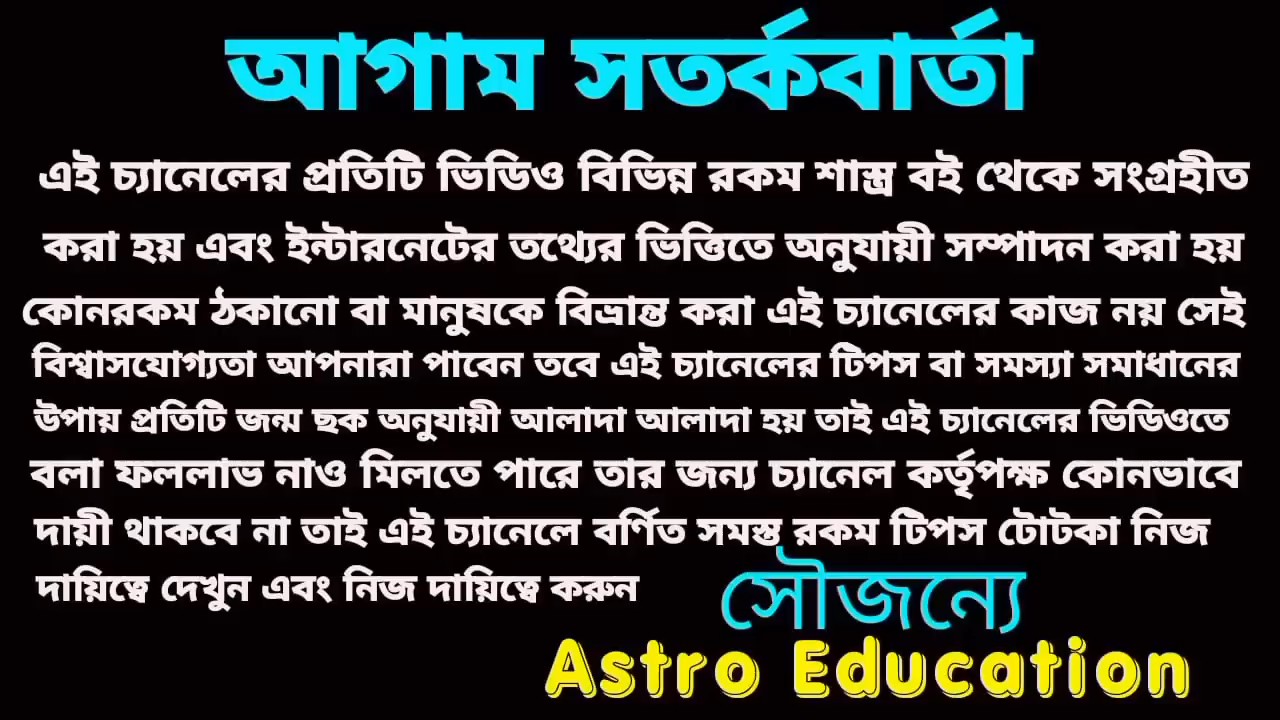 আগাম সতর্কবার্তা
এই চ্যানেলের প্রতিটি ভিডিও বিভিন্ন রকম শাস্ত্র বই থেকে সংগ্রহীত
করা হয় এবং ইন্টারনেটের তথ্যের ভিত্তিতে অনুযায়ী সম্পাদন করা হয়
কোনরকম ঠকানো বা মানুষকে বিভ্রান্ত করা এই চ্যানেলের কাজ নয় সেই
বিশ্বাসযোগ্যতা আপনারা পাবেন তবে এই চ্যানেলের টিপস বা সমস্যা সমাধানের
উপায় প্রতিটি জন্ম ছক অনুযায়ী আলাদা আলাদা হয় তাই এই চ্যানেলের ভিডিওতে
বলা ফললাভ নাও মিলতে পারে তার জন্য চ্যানেল কর্তৃপক্ষ কোনভাবে
দায়ী থাকবে না তাই এই চ্যানেলে বর্ণিত সমস্ত রকম টিপস টোটকা নিজ
দায়িত্বে দেখুন এবং নিজ দায়িত্বে করুন
সৌজন্যে
Astro Education